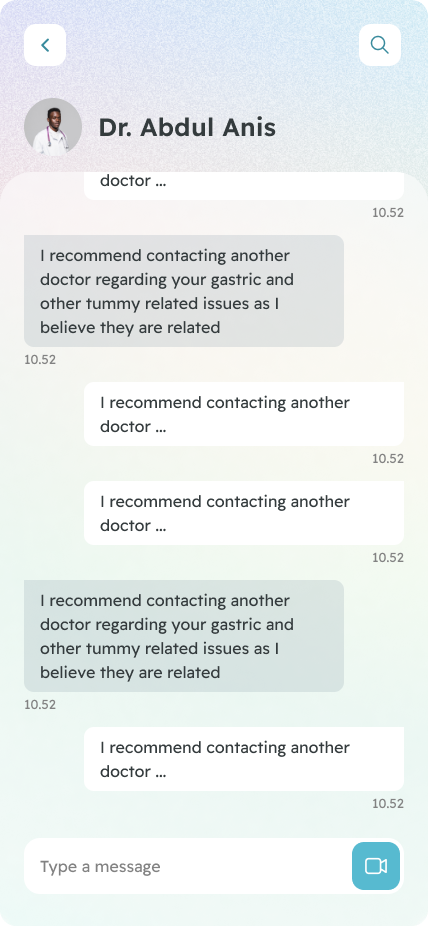 Dr. Abdul Anis
doctor ...
10.52
I recommend contacting another
doctor regarding your gastric and
other tummy related issues as I
believe they are related
10.52
I recommend contacting another
doctor ...
10.52
I recommend contacting another
doctor ...
10.52
I recommend contacting another
doctor regarding your gastric and
other tummy related issues as I
believe they are related
10.52
I recommend contacting another
doctor ...
10.52
Type a message